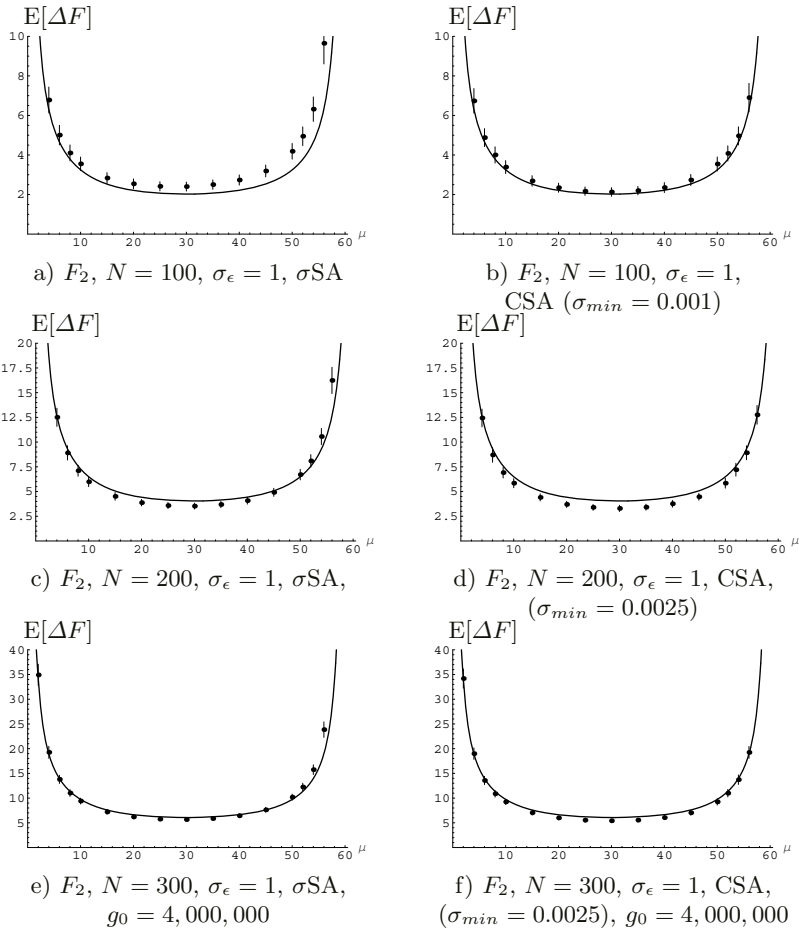 E[ΔF]
10
8
6
4
2
10 20 30 40 50 60 μ
a) F₂, N = 100, σ_ϵ = 1, σSA
E[ΔF]
10
8
6
4
2
10 20 30 40 50 60 μ
b) F₂, N = 100, σ_ϵ = 1,
CSA (σ_min = 0.001)
E[ΔF]
20
17.5
15
12.5
10
7.5
5
2.5
10 20 30 40 50 60 μ
c) F₂, N = 200, σ_ϵ = 1, σSA,
E[ΔF]
20
17.5
15
12.5
10
7.5
5
2.5
10 20 30 40 50 60 μ
d) F₂, N = 200, σ_ϵ = 1, CSA,
(σ_min = 0.0025)
E[ΔF]
40
35
30
25
20
15
10
5
10 20 30 40 50 60 μ
e) F₂, N = 300, σ_ϵ = 1, σSA,
g₀ = 4,000,000
E[ΔF]
40
35
30
25
20
15
10
5
10 20 30 40 50 60 μ
f) F₂, N = 300, σ_ϵ = 1, CSA,
(σ_min = 0.0025), g₀ = 4,000,000